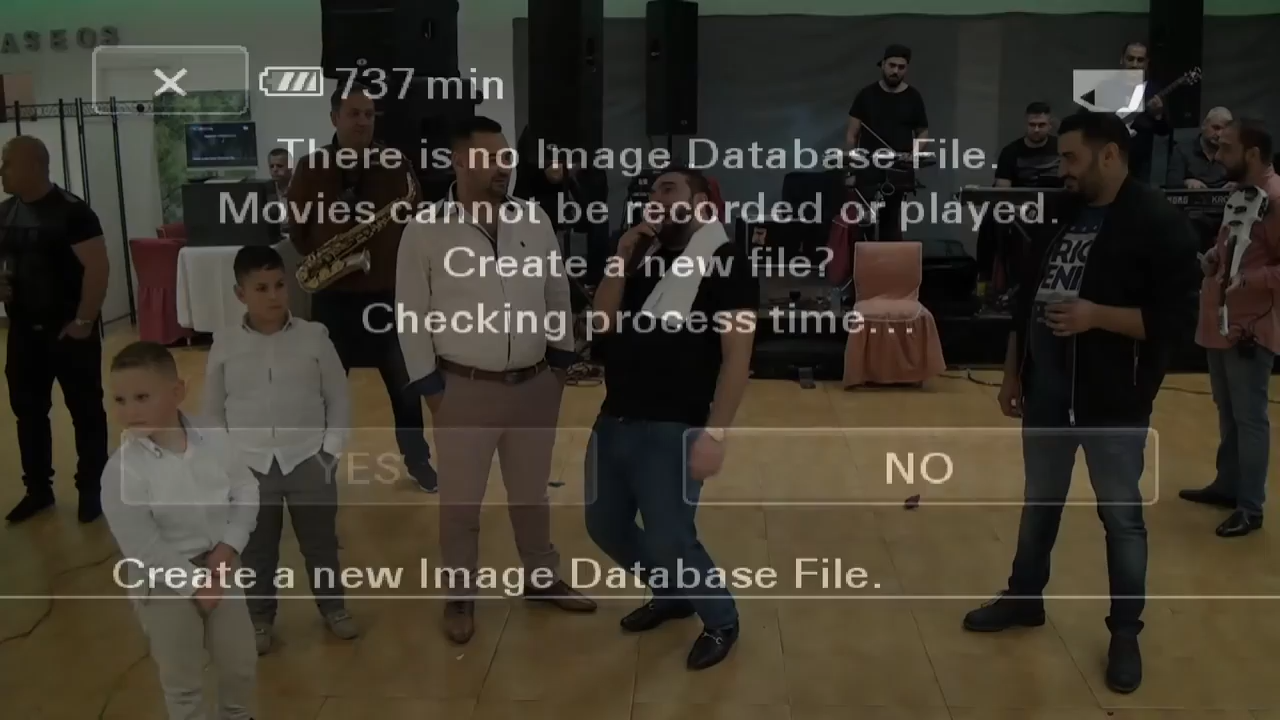 ASEOS
737 min
There is no Image Database File.
Movies cannot be recorded or played.
Create a new file?
Checking process time...
YES
NO
Create a new Image Database File.